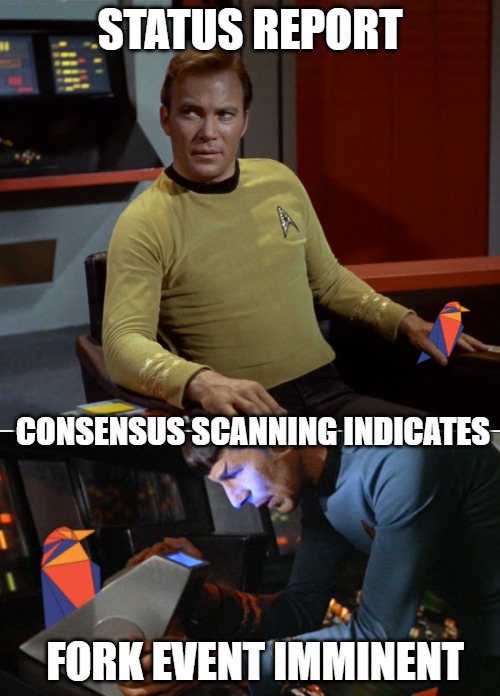 STATUS REPORT
CONSENSUS SCANNING INDICATES
FORK EVENT IMMINENT